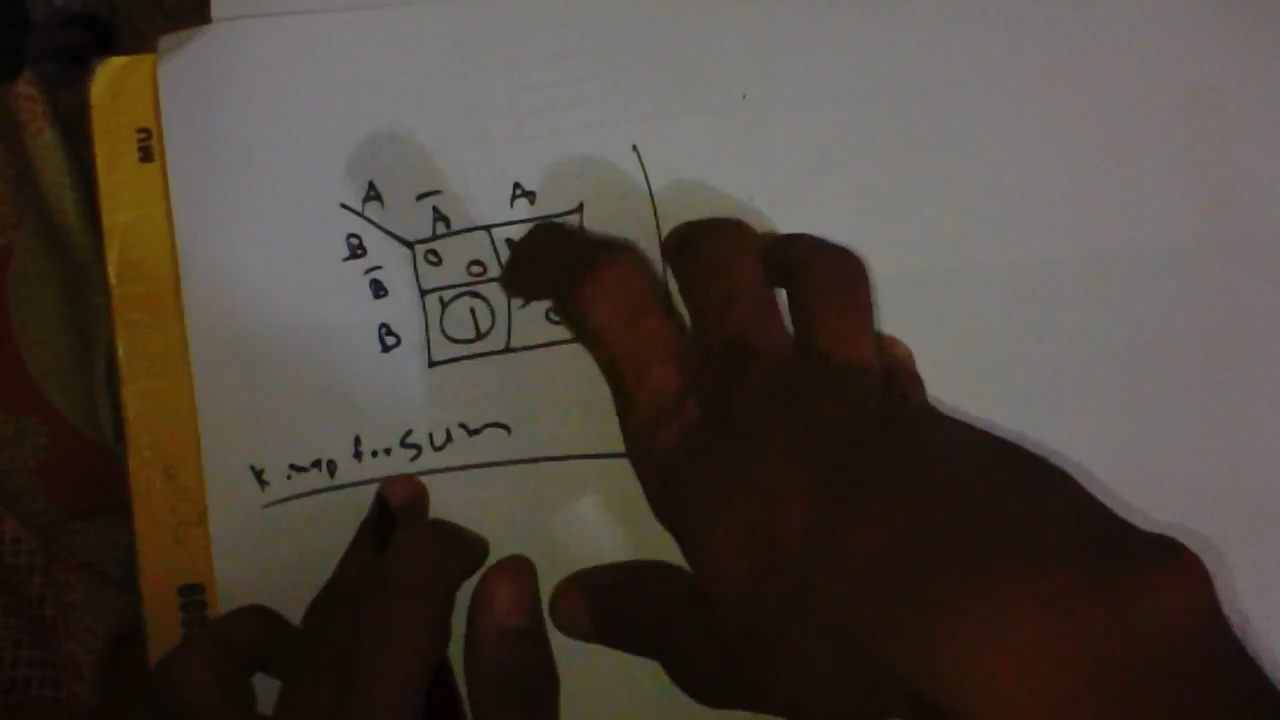 A Ā A
B
B̄ 0 0
B 1 0
K.map for SUM
MU